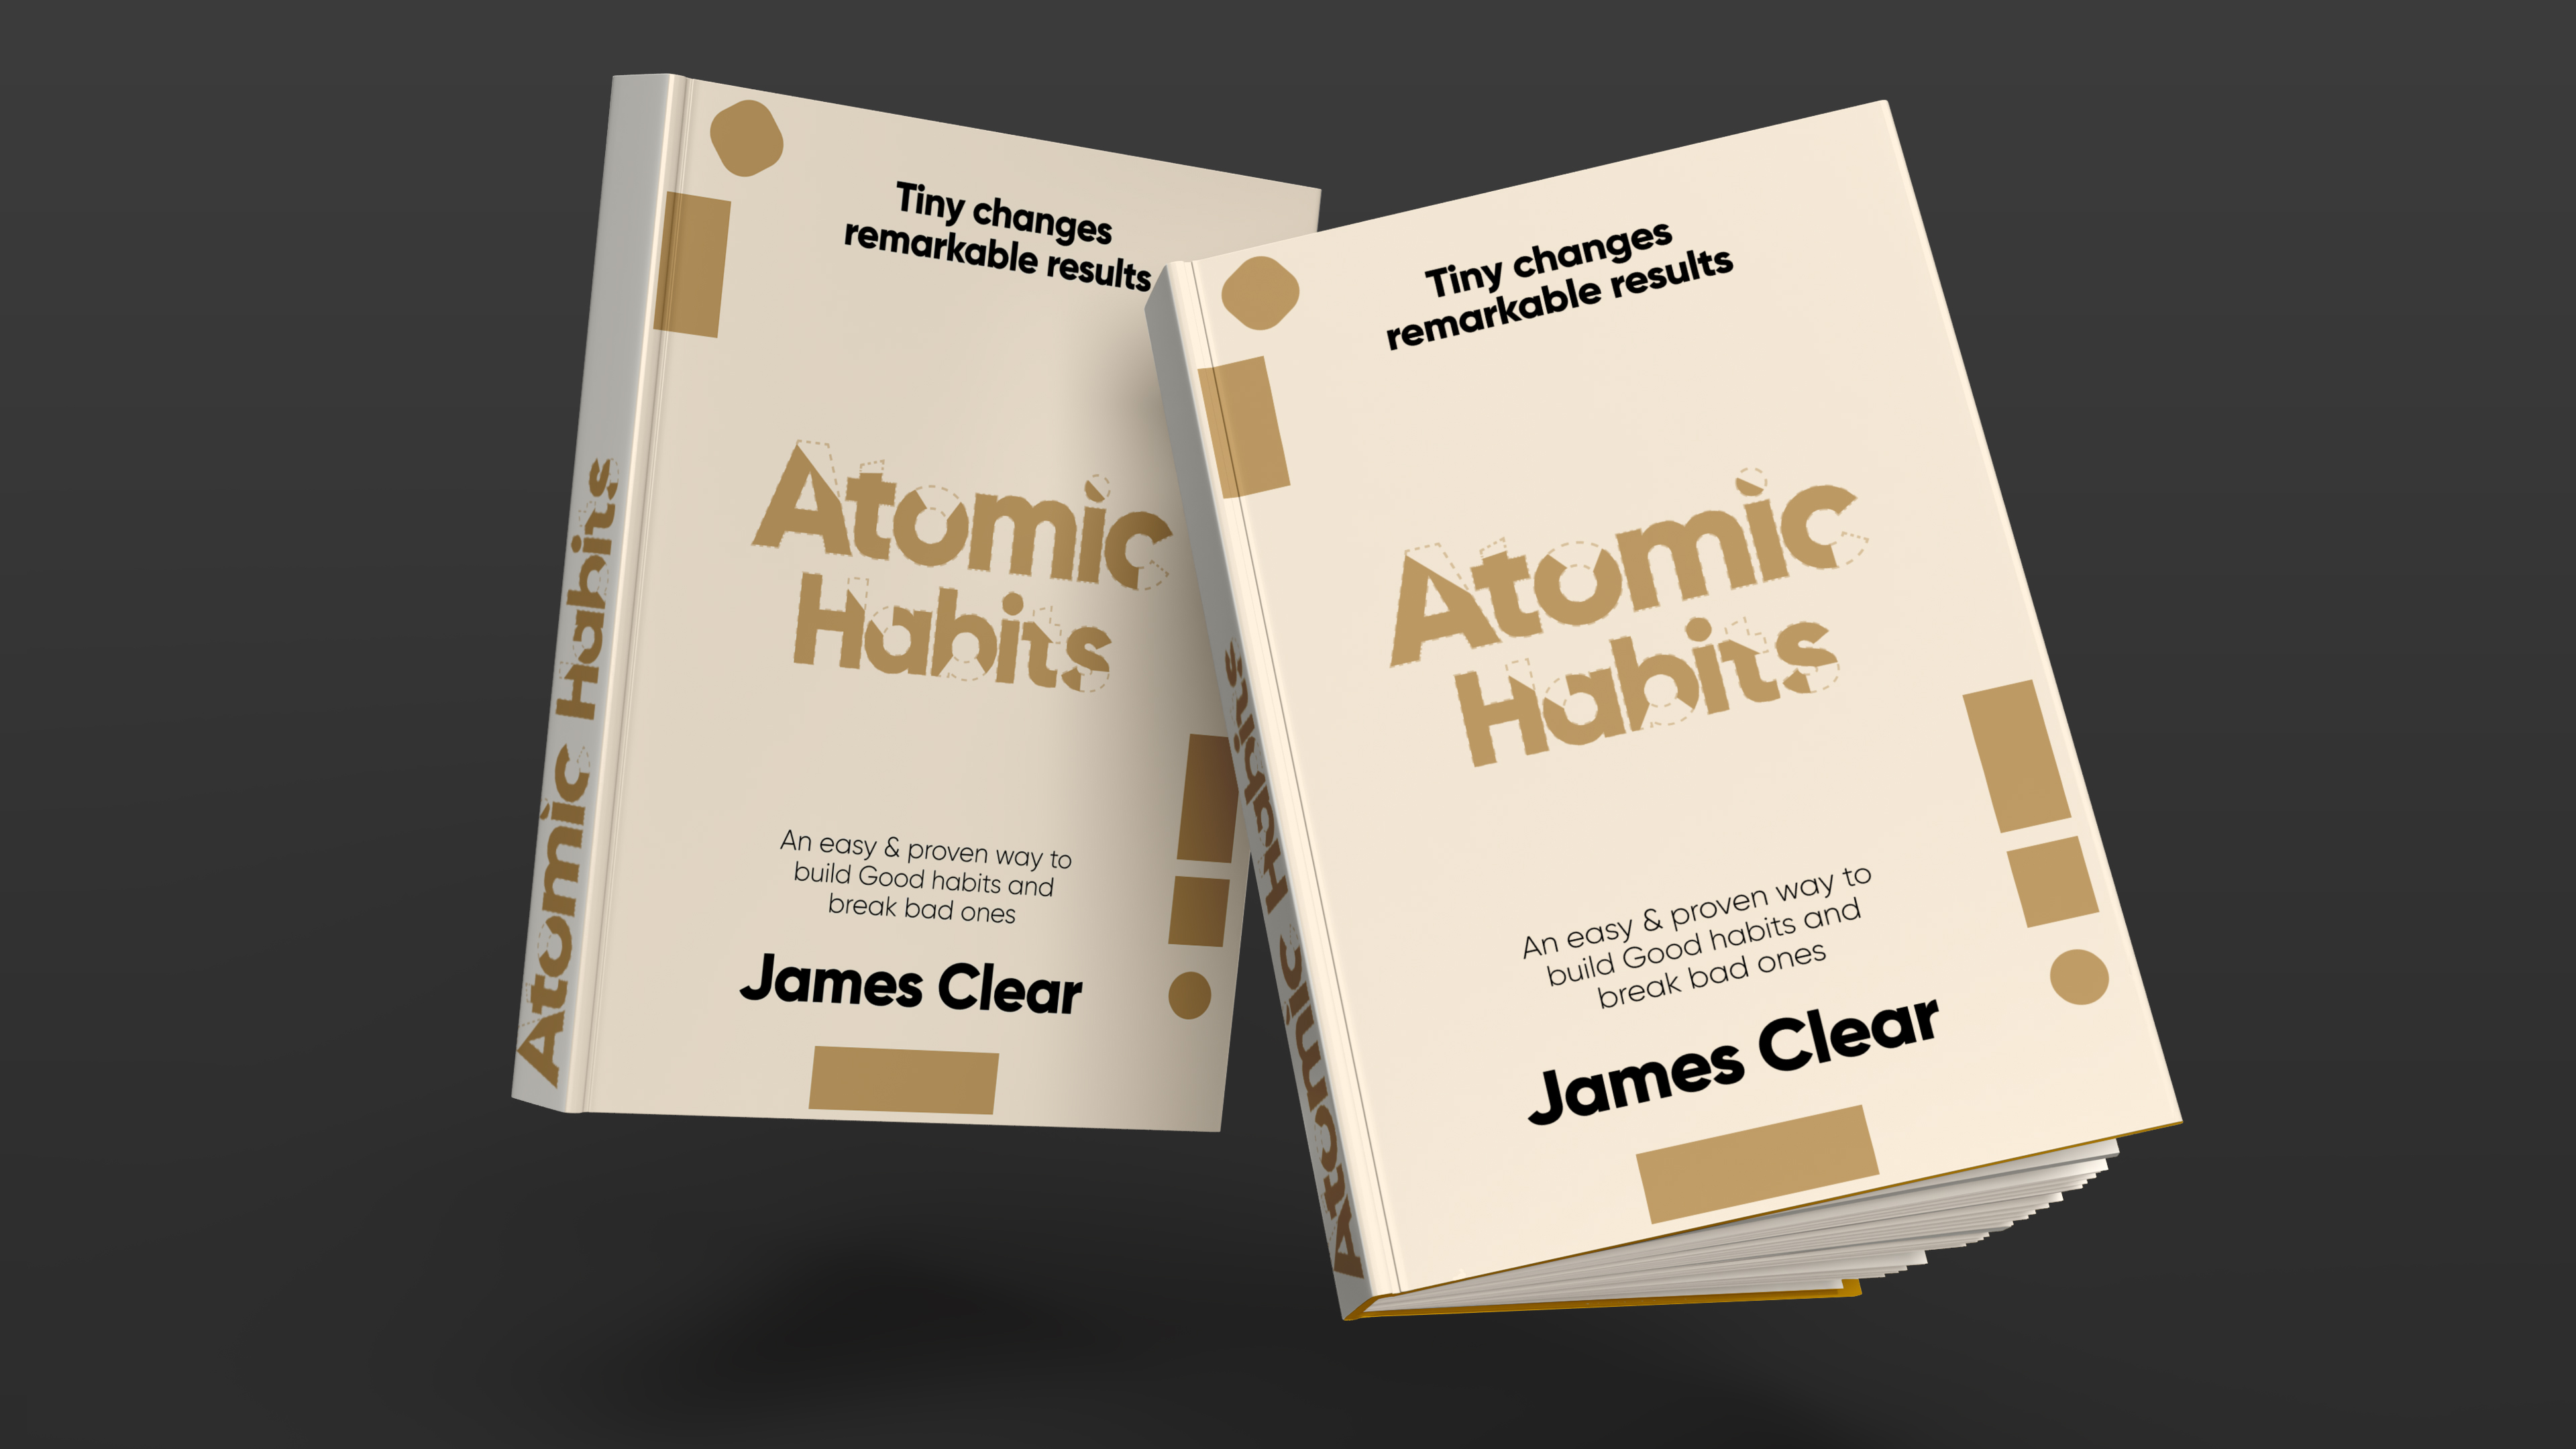 Tiny changes
remarkable results
Atomic
Habits
An easy & proven way to
build Good habits and
break bad ones
James Clear
Atomic Habits
Tiny changes
remarkable results
Atomic
Habits
An easy & proven way to
build Good habits and
break bad ones
James Clear
Atomic Habits